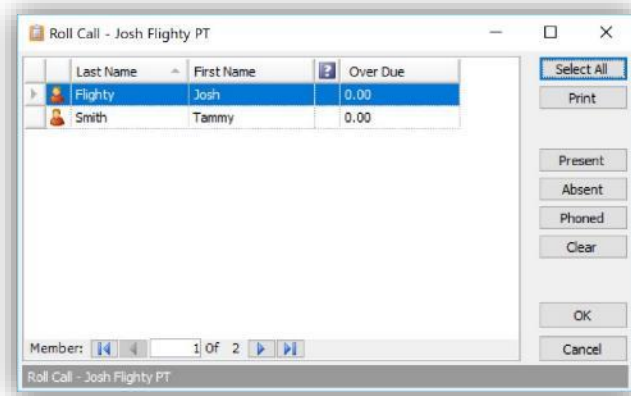 Roll Call - Josh Flighty PT
Last Name First Name ? Over Due
Flighty Josh 0.00
Smith Tammy 0.00
Select All
Print
Present
Absent
Phoned
Clear
OK
Cancel
Member: 1 Of 2
Roll Call - Josh Flighty PT